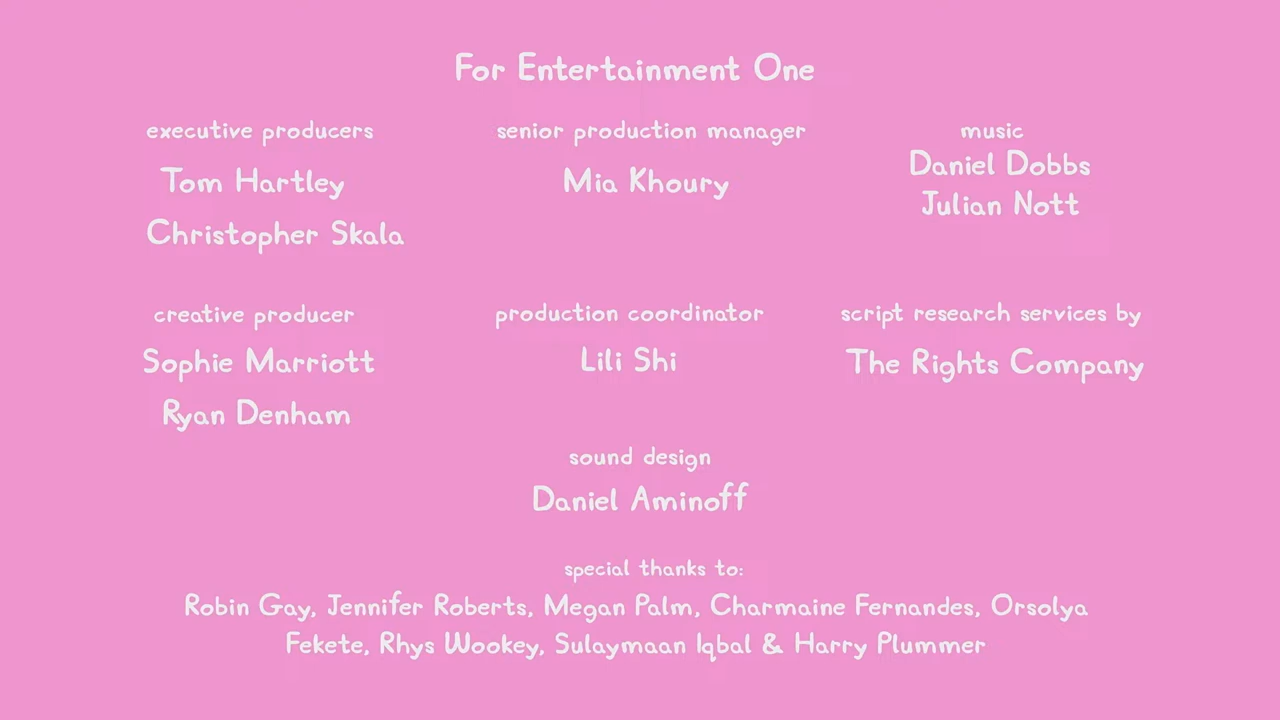 For Entertainment One
executive producers
Tom Hartley
Christopher Skala
senior production manager
Mia Khoury
music
Daniel Dobbs
Julian Nott
creative producer
Sophie Marriott
Ryan Denham
production coordinator
Lili Shi
script research services by
The Rights Company
sound design
Daniel Aminoff
special thanks to:
Robin Gay, Jennifer Roberts, Megan Palm, Charmaine Fernandes, Orsolya
Fekete, Rhys Wookey, Sulaymaan Iqbal & Harry Plummer